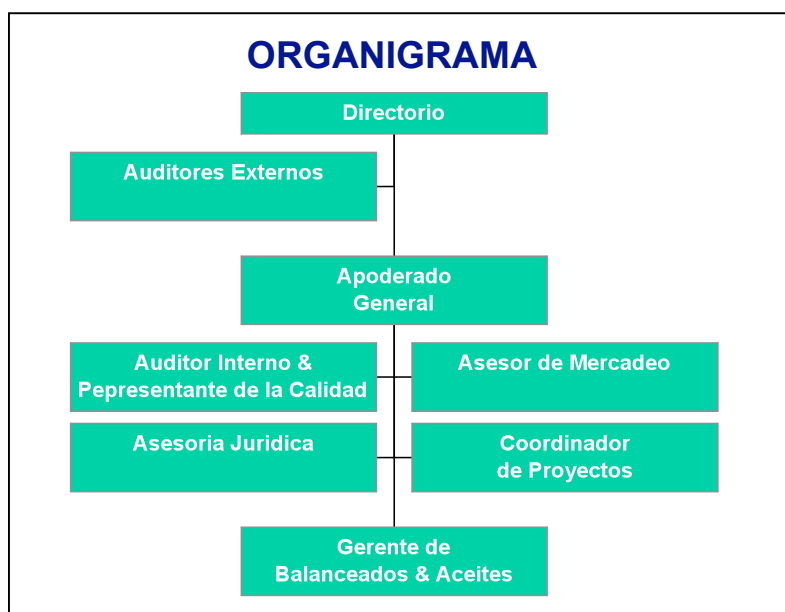 ORGANIGRAMA
Directorio
Auditores Externos
Apoderado
General
Auditor Interno &
Pepresentante de la Calidad
Asesor de Mercadeo
Asesoria Juridica
Coordinador
de Proyectos
Gerente de
Balanceados & Aceites